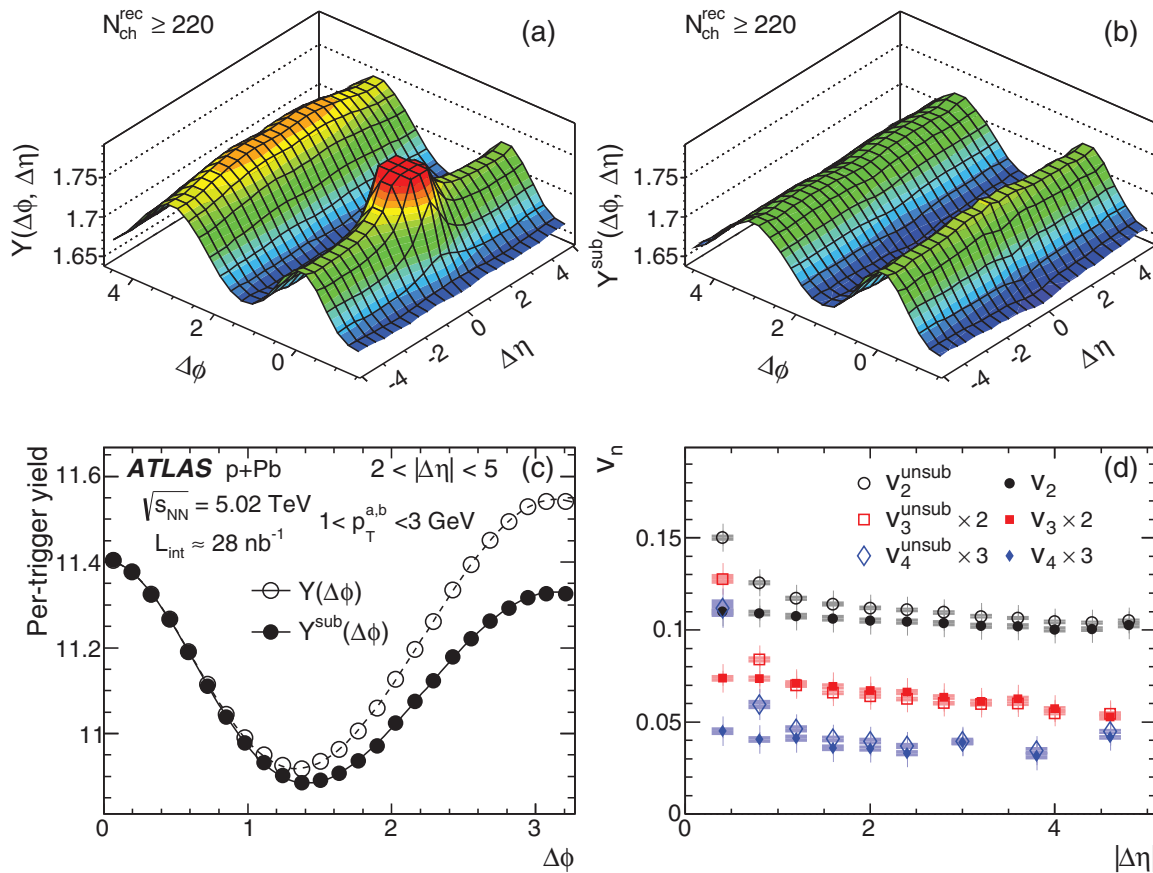 N_ch^rec ≥ 220
(a)
Y(Δϕ, Δη)
1.75
1.7
1.65
4
2
0
Δϕ
-4
-2
0
2
4
Δη
N_ch^rec ≥ 220
(b)
Y^sub(Δϕ, Δη)
1.75
1.7
1.65
4
2
0
Δϕ
-4
-2
0
2
4
Δη
Per-trigger yield
11.6
11.4
11.2
11
ATLAS p+Pb 2 < |Δη| < 5 (c)
√s_NN = 5.02 TeV
1< p_T^a,b <3 GeV
L_int ≈ 28 nb^-1
Y(Δϕ)
Y^sub(Δϕ)
0 1 2 3
Δϕ
v_n
(d)
v_2^unsub v_2
v_3^unsub × 2 v_3 × 2
v_4^unsub × 3 v_4 × 3
0.15
0.1
0.05
0
0 2 4
|Δη|